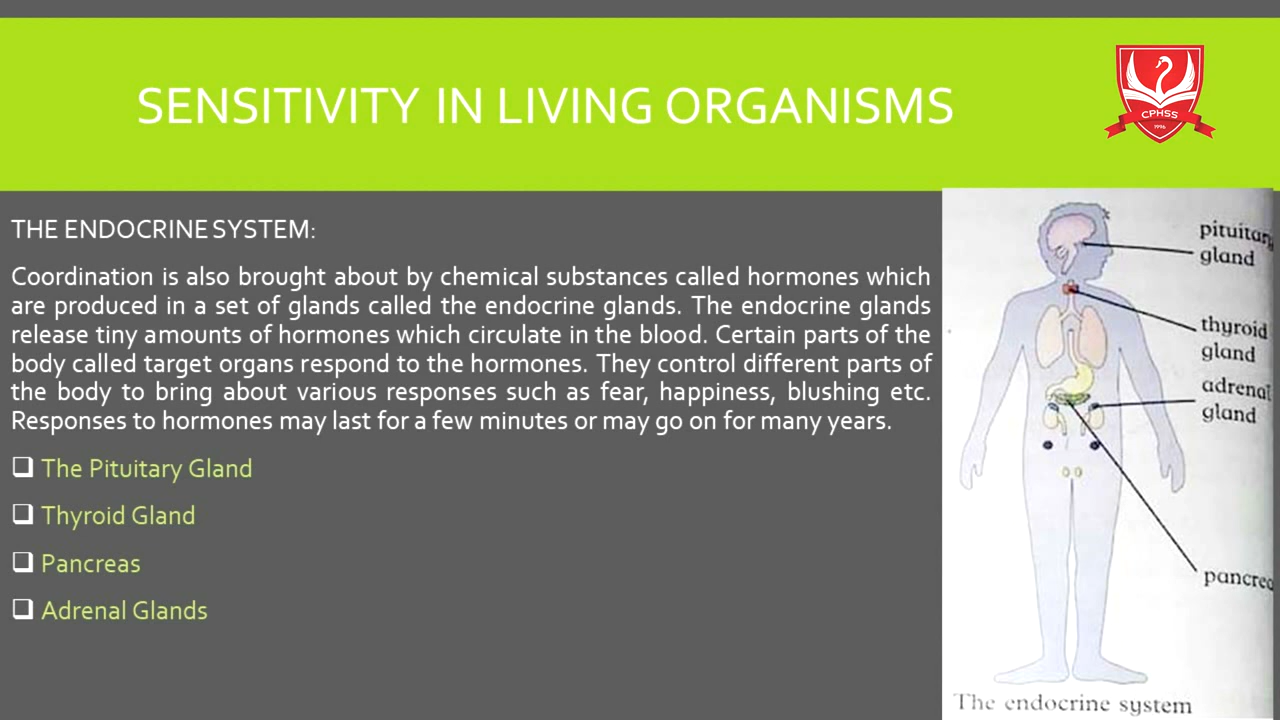 SENSITIVITY IN LIVING ORGANISMS
CPHSS
1996
THE ENDOCRINE SYSTEM:
Coordination is also brought about by chemical substances called hormones which
are produced in a set of glands called the endocrine glands. The endocrine glands
release tiny amounts of hormones which circulate in the blood. Certain parts of the
body called target organs respond to the hormones. They control different parts of
the body to bring about various responses such as fear, happiness, blushing etc.
Responses to hormones may last for a few minutes or may go on for many years.
The Pituitary Gland
Thyroid Gland
Pancreas
Adrenal Glands
pituitary
gland
thyroid
gland
adrenal
gland
pancrea
The endocrine system